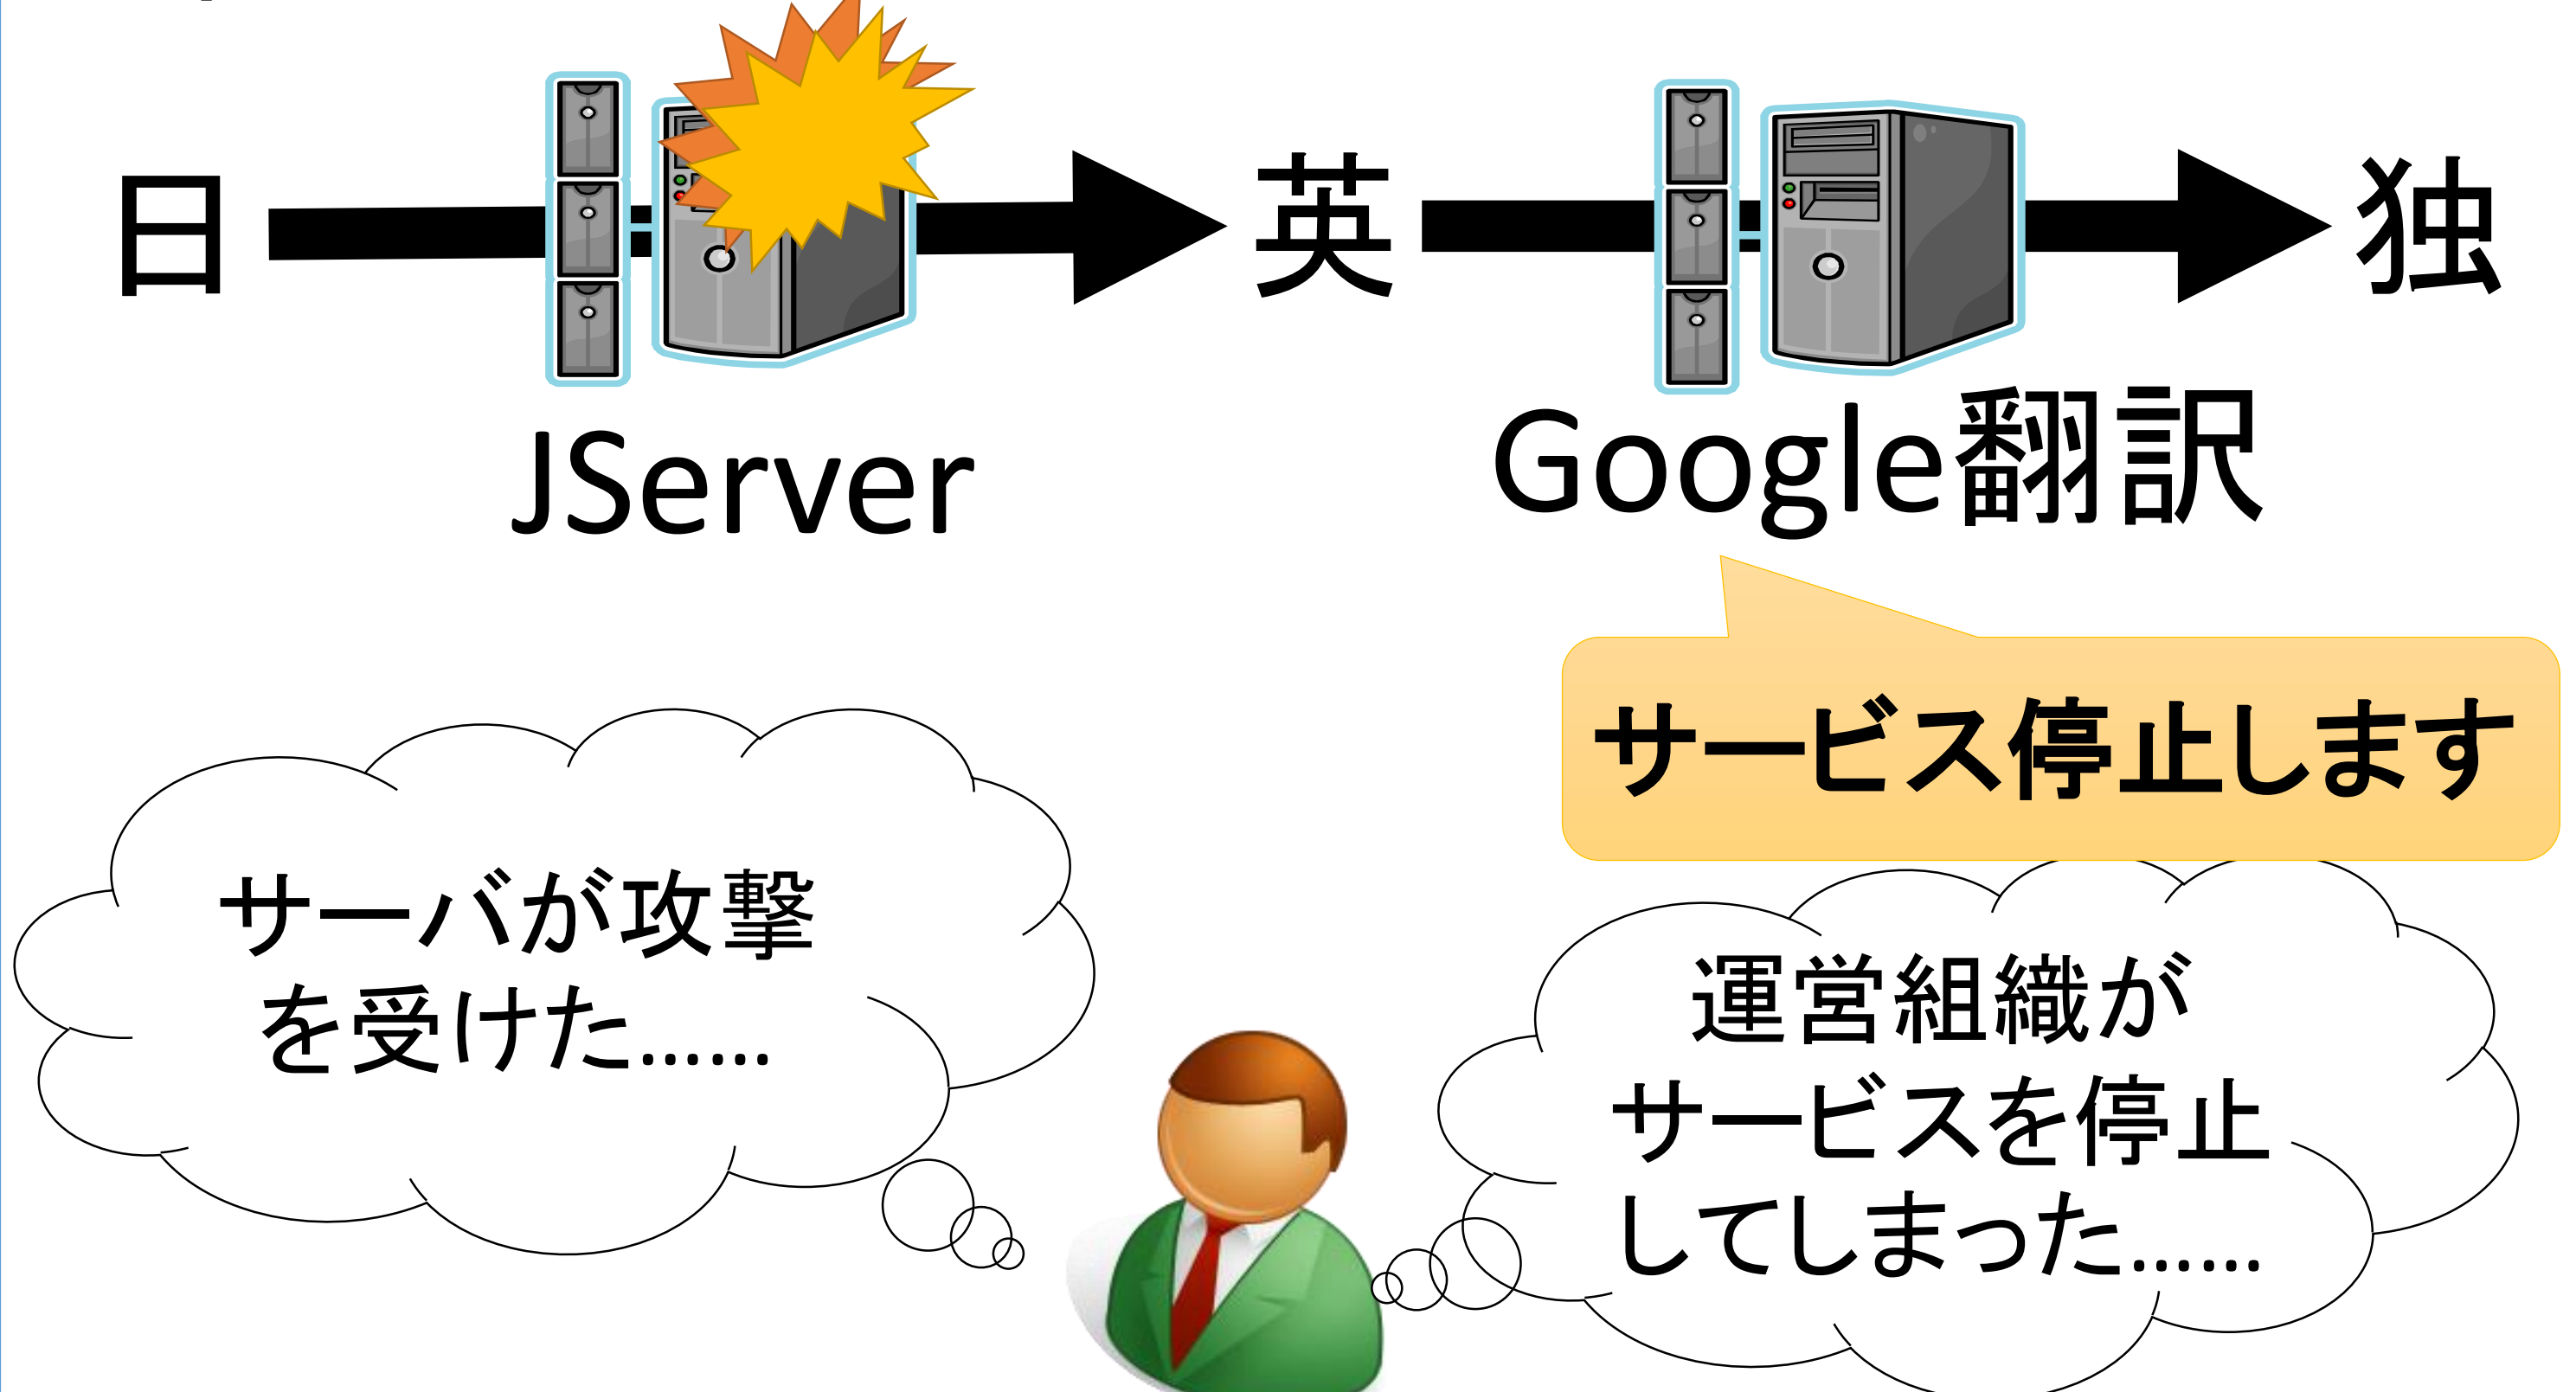 日
英
独
JServer
Google翻訳
サービス停止します
サーバが攻撃
を受けた……
運営組織が
サービスを停止
してしまった……